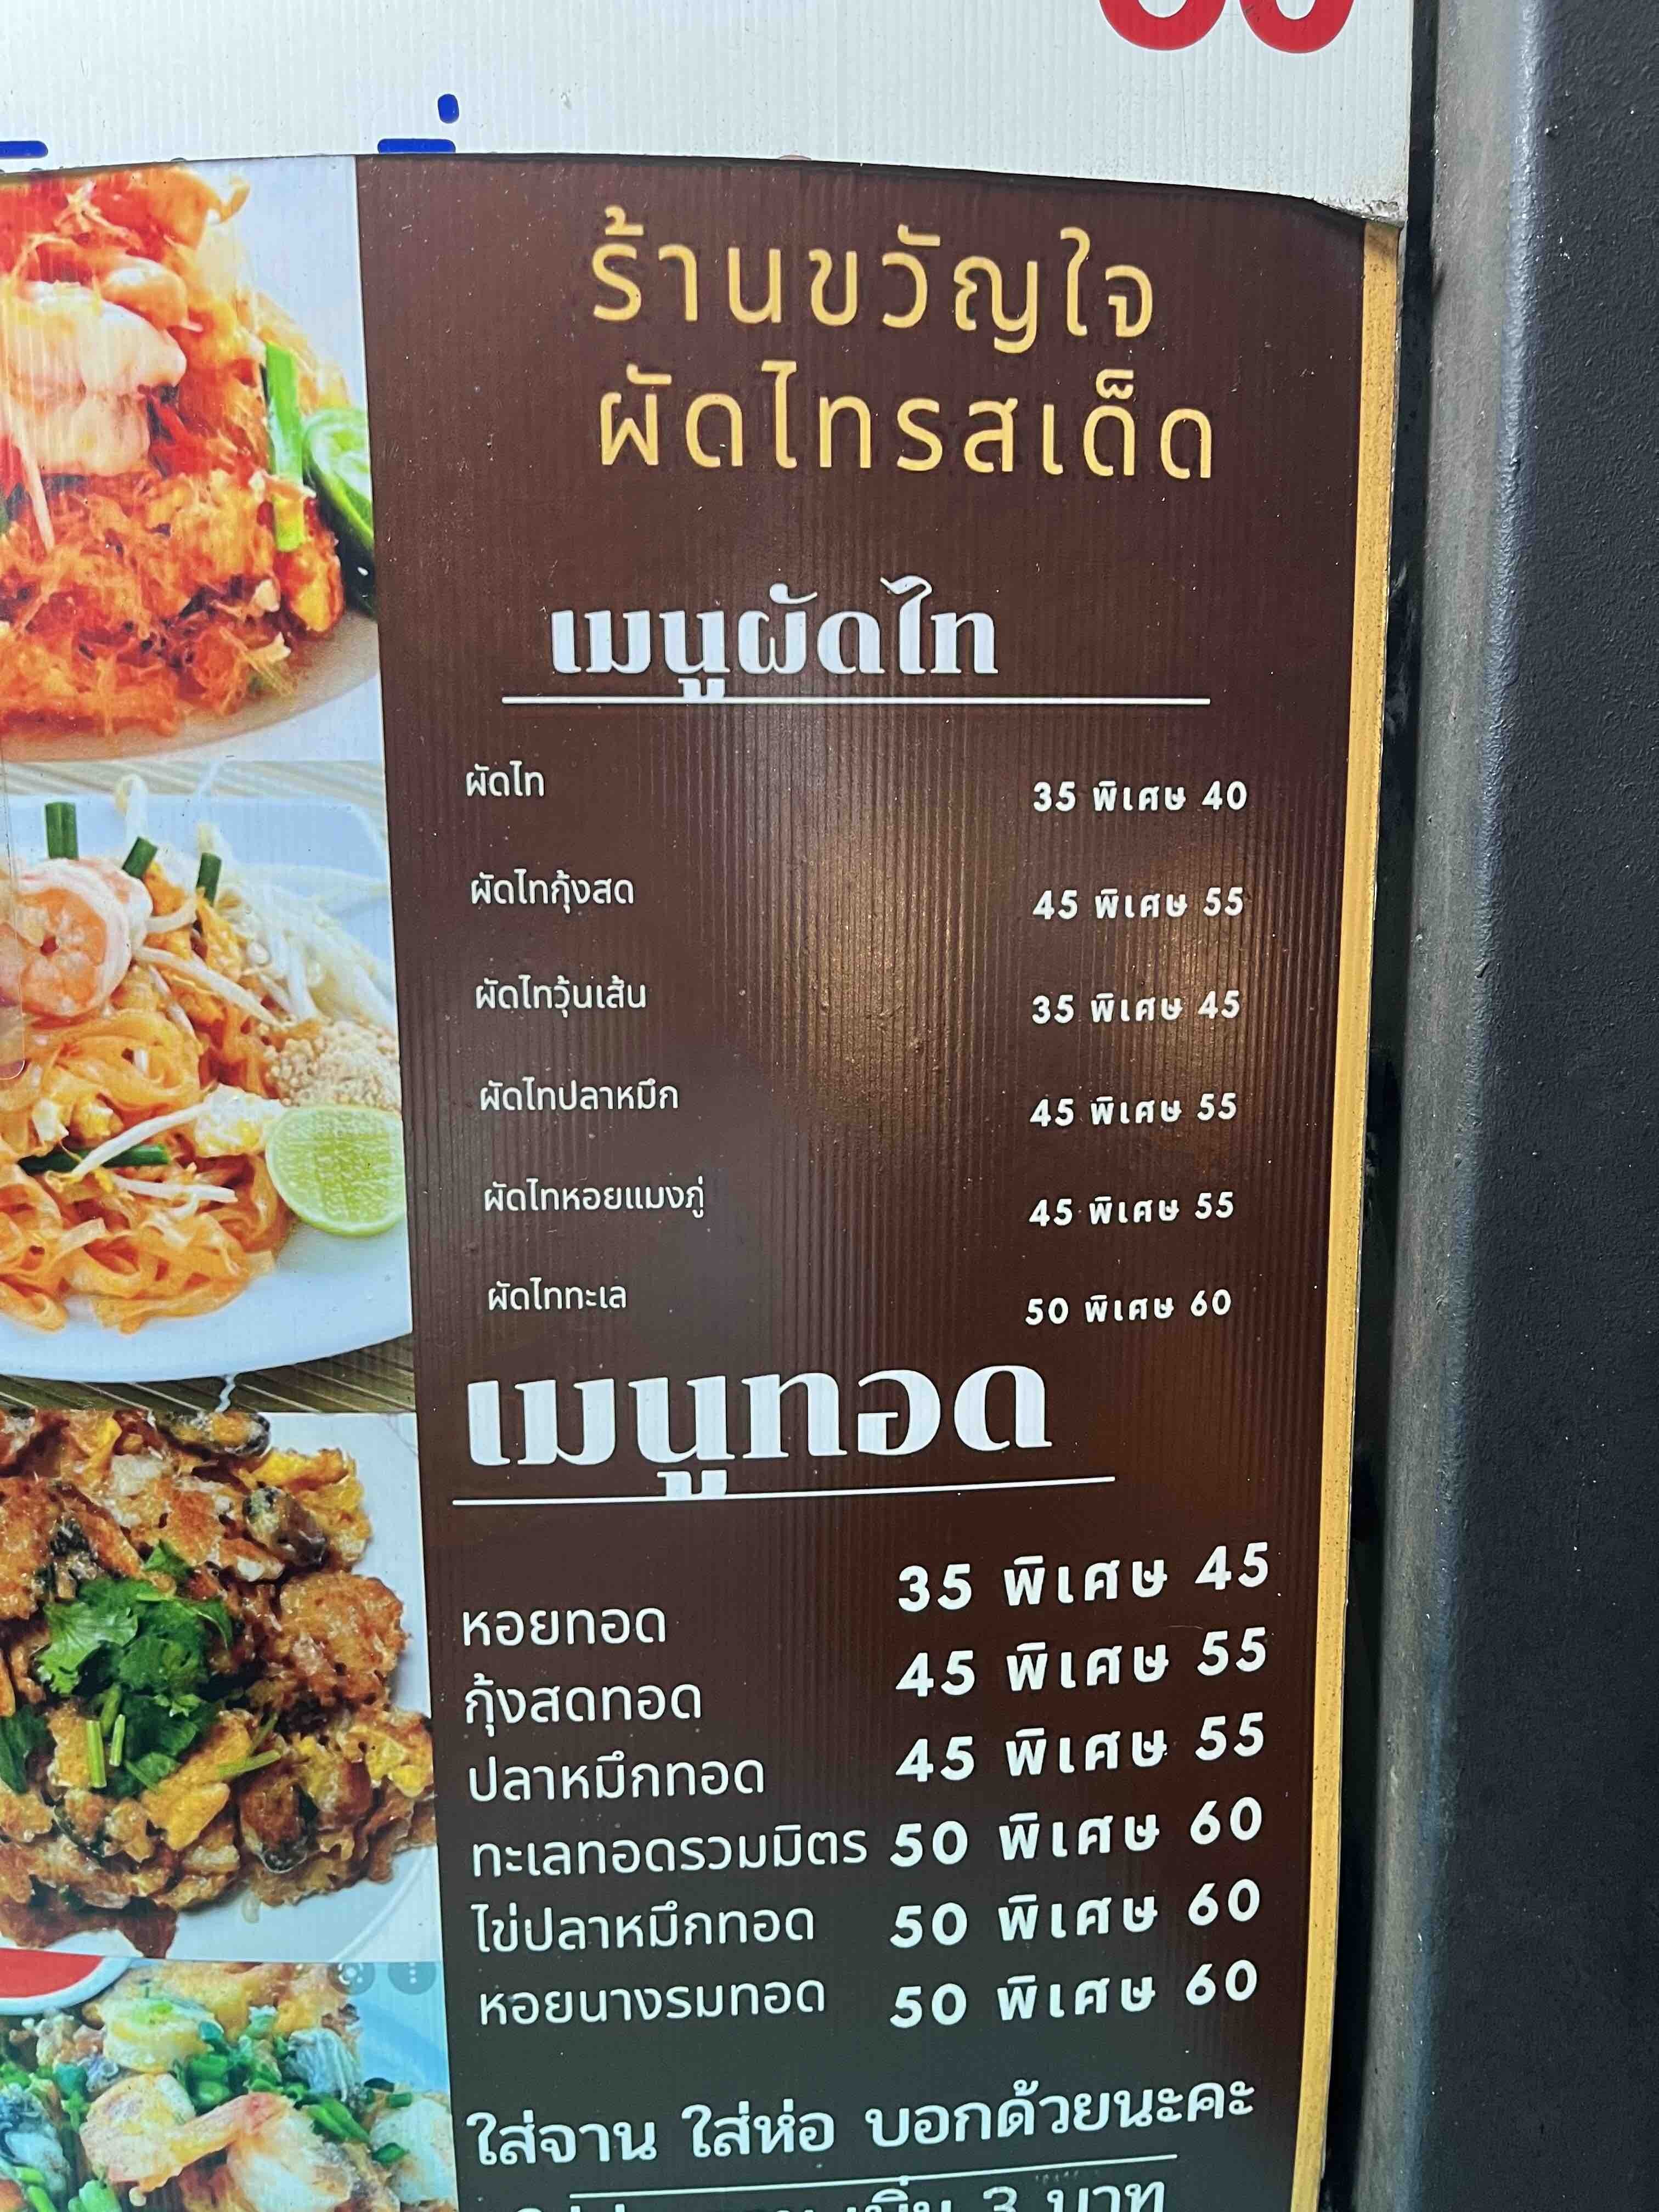 ร้านขวัญใจ
ผัดไทรสเด็ด
เมนูผัดไท
ผัดไท 35 พิเศษ 40
ผัดไทกุ้งสด 45 พิเศษ 55
ผัดไทวุ้นเส้น 35 พิเศษ 45
ผัดไทปลาหมึก 45 พิเศษ 55
ผัดไทหอยแมงภู่ 45 พิเศษ 55
ผัดไททะเล 50 พิเศษ 60
เมนูทอด
หอยทอด 35 พิเศษ 45
กุ้งสดทอด 45 พิเศษ 55
ปลาหมึกทอด 45 พิเศษ 55
ทะเลทอดรวมมิตร 50 พิเศษ 60
ไข่ปลาหมึกทอด 50 พิเศษ 60
หอยนางรมทอด 50 พิเศษ 60
ใส่จาน ใส่ห่อ บอกด้วยนะคะ
3 บาท